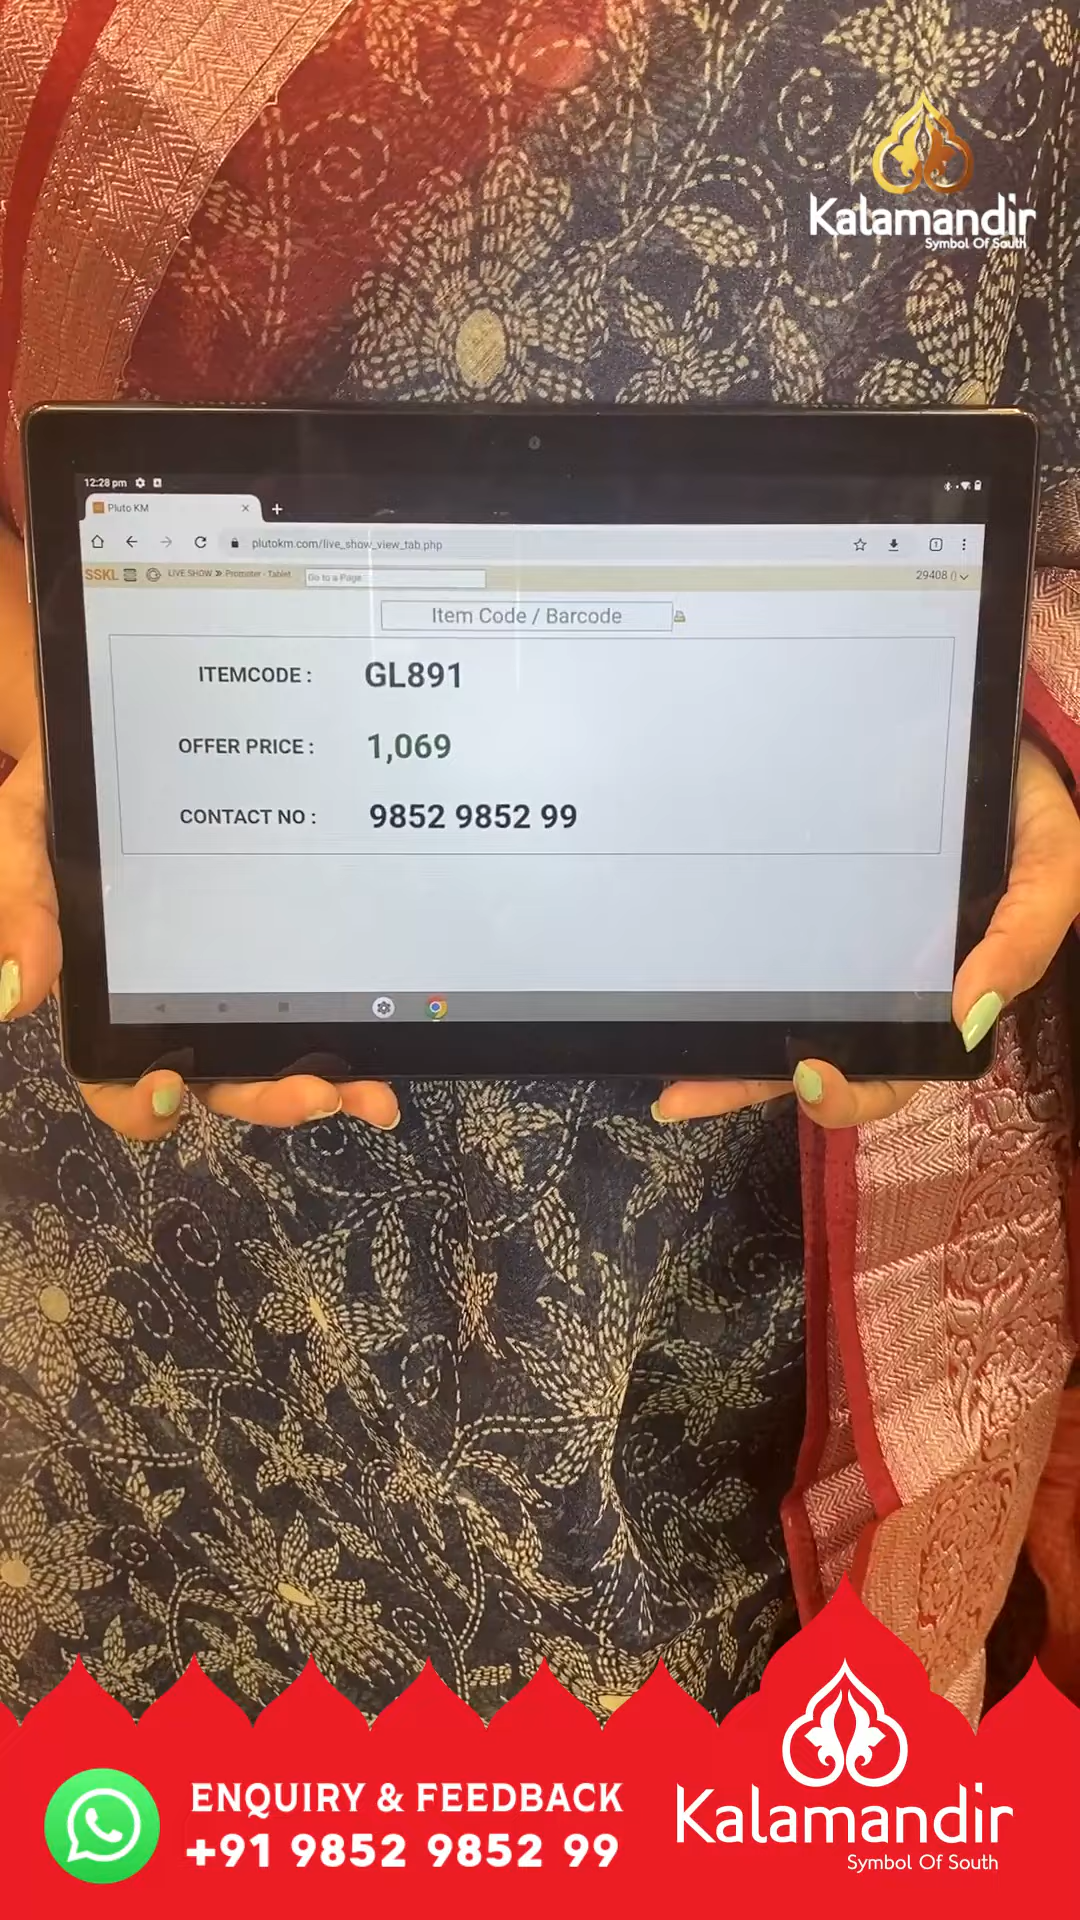 Kalamandir
Symbol Of South
12:28 pm
Pluto KM
plutokm.com/live_show_view_tab.php
SSKL
LIVE SHOW » Promoter - Tablet
Go to a Page
29408 ()
Item Code / Barcode
ITEMCODE : GL891
OFFER PRICE : 1,069
CONTACT NO : 9852 9852 99
ENQUIRY & FEEDBACK
+91 9852 9852 99
Kalamandir
Symbol Of South